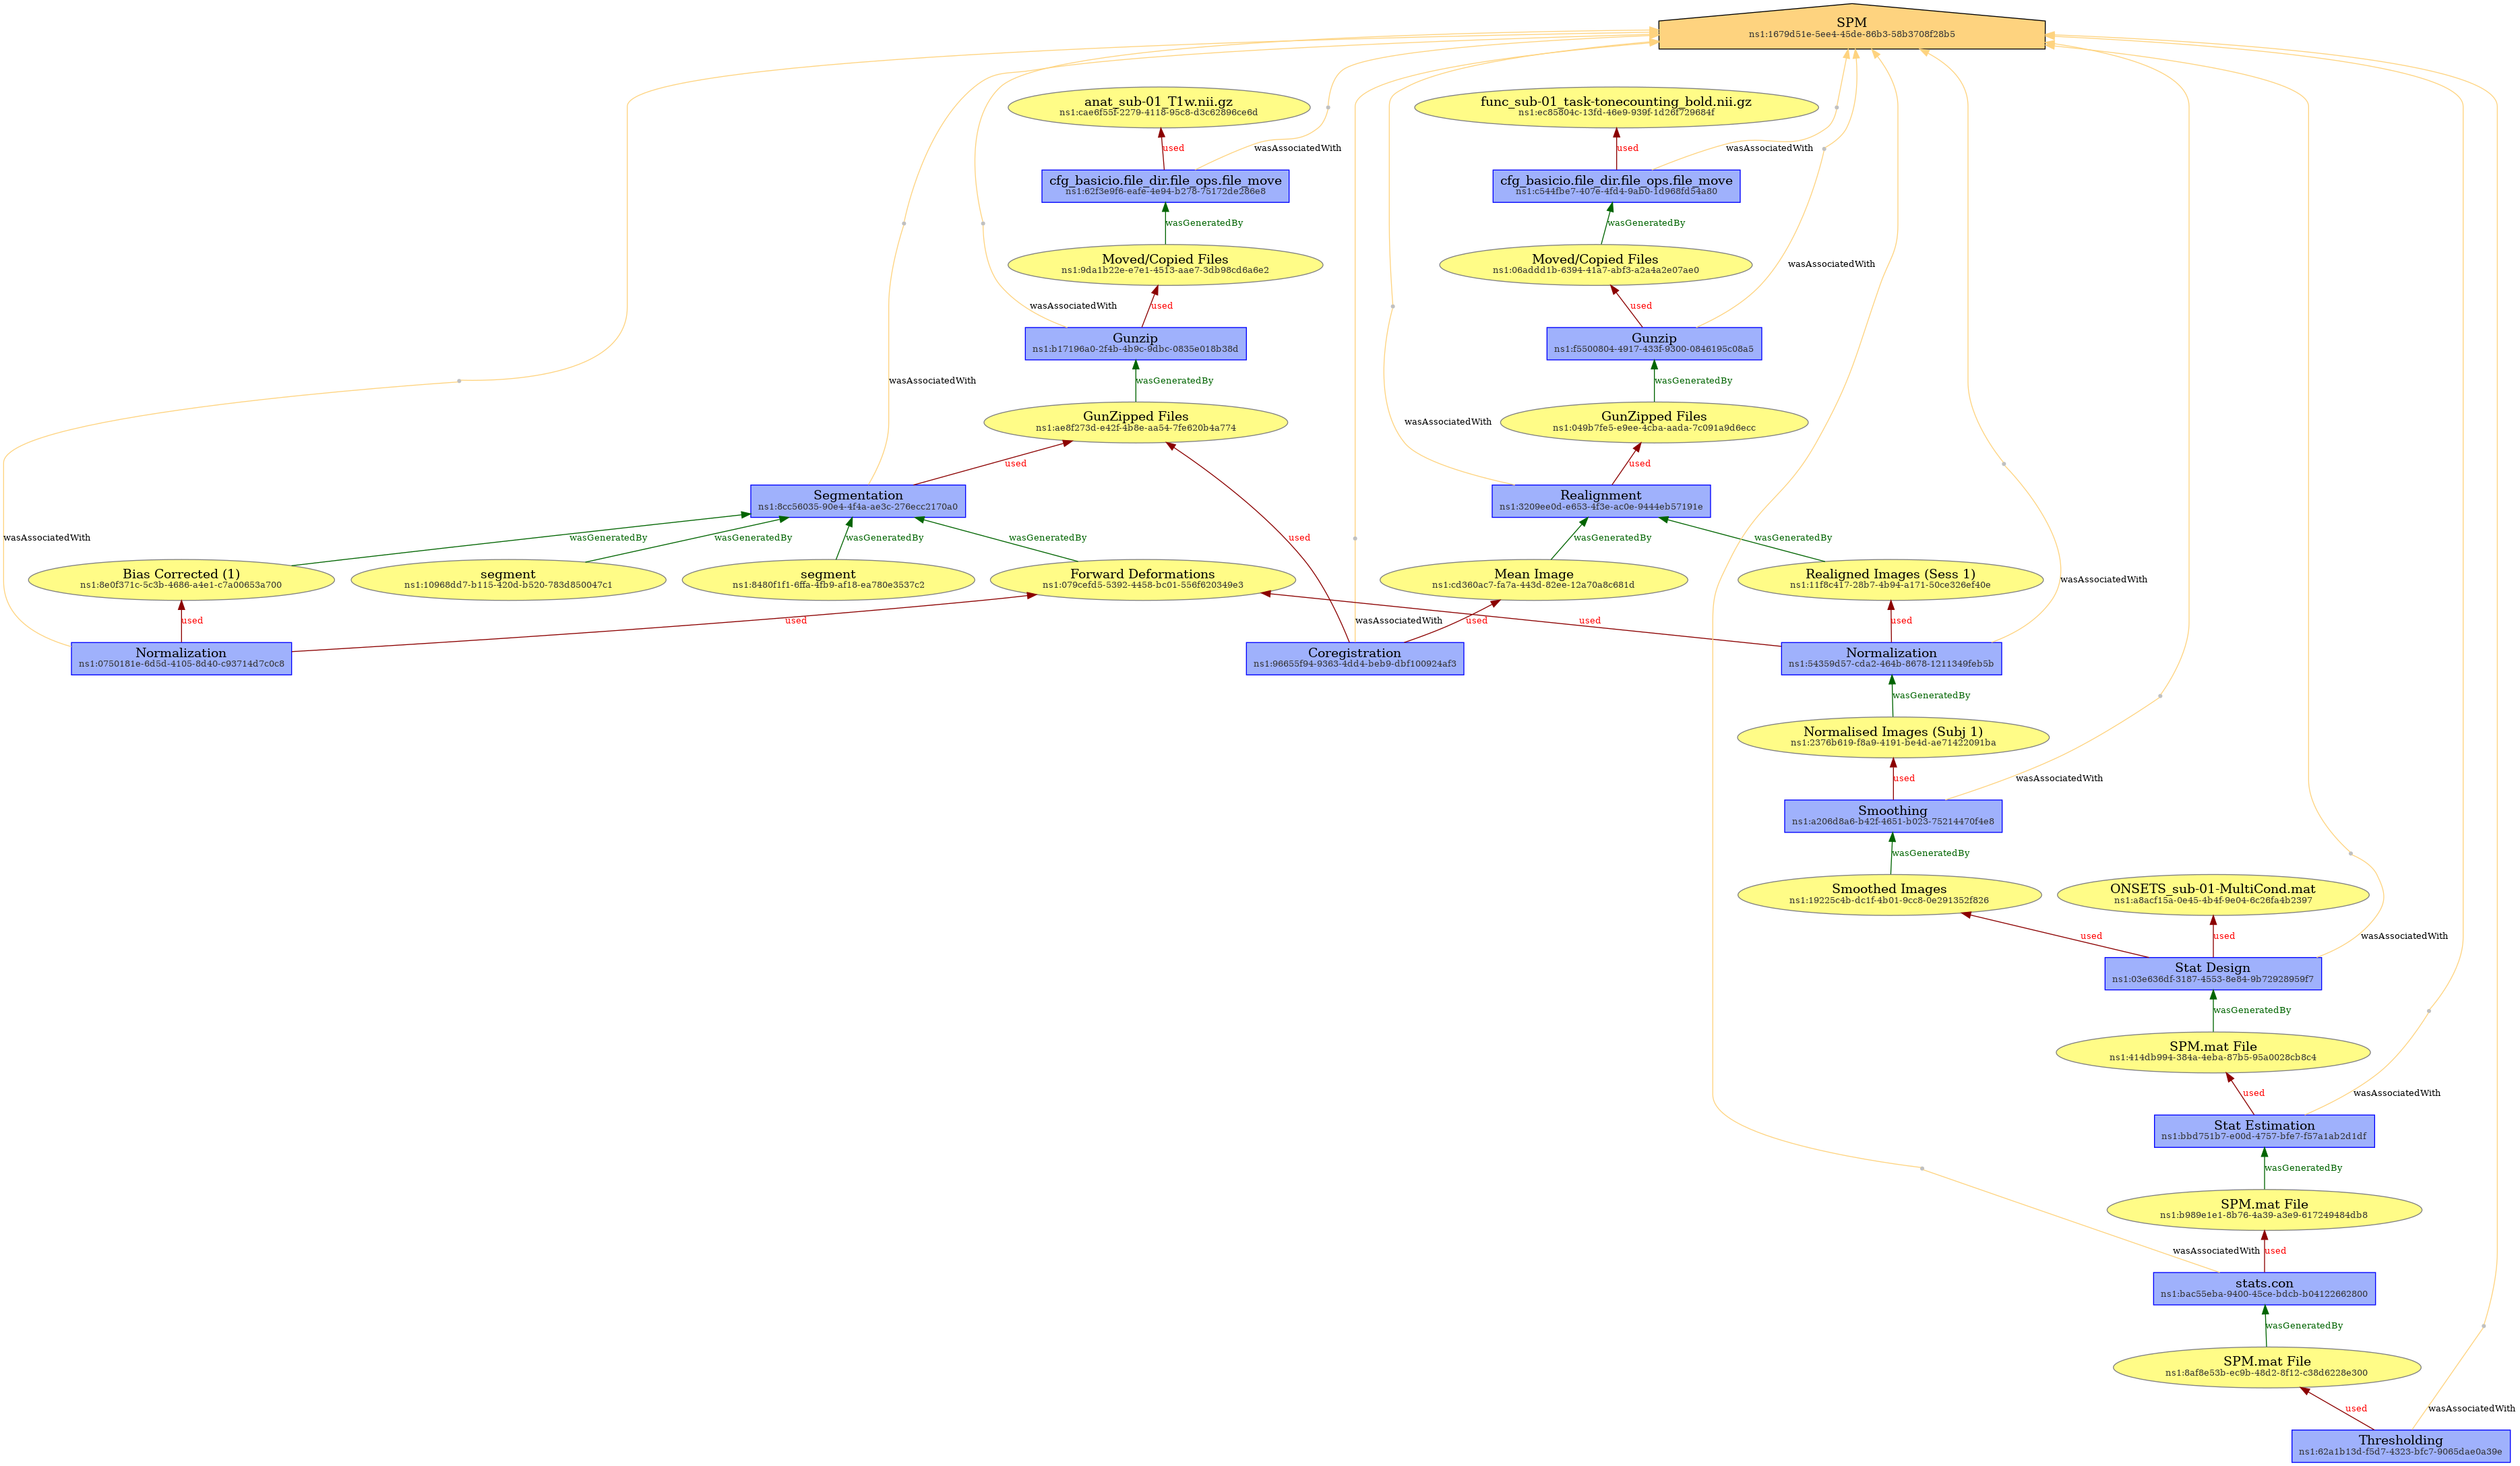 SPM
ns1:1679d51e-5ee4-45de-86b3-58b3708f28b5
anat_sub-01_T1w.nii.gz
ns1:cae6f55f-2279-4118-95c8-d3c62896ce6d
func_sub-01_task-tonecounting_bold.nii.gz
ns1:ec85804c-13fd-46e9-939f-1d26f729684f
used
wasAssociatedWith
used
wasAssociatedWith
cfg_basicio.file_dir.file_ops.file_move
ns1:62f3e9f6-eafe-4e94-b278-75172de286e8
cfg_basicio.file_dir.file_ops.file_move
ns1:c544fbe7-407e-4fd4-9ab0-1d968fd54a80
wasGeneratedBy
wasGeneratedBy
Moved/Copied Files
ns1:9da1b22e-e7e1-4513-aae7-3db98cd6a6e2
Moved/Copied Files
ns1:06addd1b-6394-41a7-abf3-a2a4a2e07ae0
wasAssociatedWith
wasAssociatedWith
used
used
Gunzip
ns1:b17196a0-2f4b-4b9c-9dbc-0835e018b38d
Gunzip
ns1:f5500804-4917-433f-9300-0846195c08a5
wasAssociatedWith
wasGeneratedBy
wasGeneratedBy
GunZipped Files
ns1:ae8f273d-e42f-4b8e-aa54-7fe620b4a774
wasAssociatedWith
GunZipped Files
ns1:049b7fe5-e9ee-4cba-aada-7c091a9d6ecc
used
used
Segmentation
ns1:8cc56035-90e4-4f4a-ae3c-276ecc2170a0
Realignment
ns1:3209ee0d-e653-4f3e-ac0e-9444eb57191e
wasAssociatedWith
wasGeneratedBy
wasGeneratedBy
wasGeneratedBy
wasGeneratedBy
used
wasGeneratedBy
wasGeneratedBy
Bias Corrected (1)
ns1:8e0f371c-5c3b-4686-a4e1-c7a00653a700
segment
ns1:10968dd7-b115-420d-b520-783d850047c1
segment
ns1:8480f1f1-6ffa-4fb9-af18-ea780e3537c2
Forward Deformations
ns1:079cefd5-5392-4458-bc01-556f620349e3
Mean Image
ns1:cd360ac7-fa7a-443d-82ee-12a70a8c681d
Realigned Images (Sess 1)
ns1:11f8c417-28b7-4b94-a171-50ce326ef40e
wasAssociatedWith
used
used
wasAssociatedWith
used
used
used
Normalization
ns1:0750181e-6d5d-4105-8d40-c93714d7c0c8
Coregistration
ns1:96655f94-9363-4dd4-beb9-dbf100924af3
Normalization
ns1:54359d57-cda2-464b-8678-1211349feb5b
wasGeneratedBy
Normalised Images (Subj 1)
ns1:2376b619-f8a9-4191-be4d-ae71422091ba
used
wasAssociatedWith
Smoothing
ns1:a206d8a6-b42f-4651-b023-75214470f4e8
wasGeneratedBy
Smoothed Images
ns1:19225c4b-dc1f-4b01-9cc8-0e291352f826
ONSETS_sub-01-MultiCond.mat
ns1:a8acf15a-0e45-4b4f-9e04-6c26fa4b2397
used
used
wasAssociatedWith
Stat Design
ns1:03e636df-3187-4553-8e84-9b72928959f7
wasGeneratedBy
SPM.mat File
ns1:414db994-384a-4eba-87b5-95a0028cb8c4
used
wasAssociatedWith
Stat Estimation
ns1:bbd751b7-e00d-4757-bfe7-f57a1ab2d1df
wasGeneratedBy
SPM.mat File
ns1:b989e1e1-8b76-4a39-a3e9-617249484db8
wasAssociatedWith
used
stats.con
ns1:bac55eba-9400-45ce-bdcb-b04122662800
wasGeneratedBy
SPM.mat File
ns1:8af8e53b-ec9b-48d2-8f12-c38d6228e300
used
wasAssociatedWith
Thresholding
ns1:62a1b13d-f5d7-4323-bfc7-9065dae0a39e